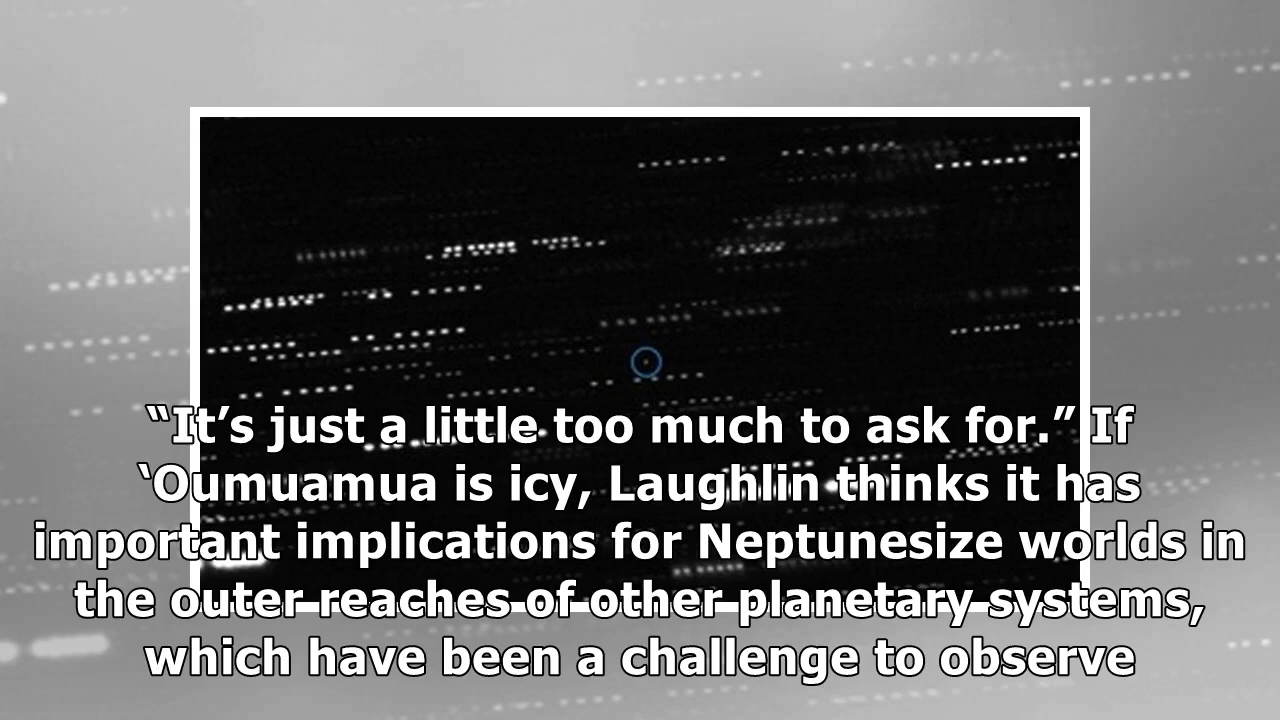 “It’s just a little too much to ask for.” If
‘Oumuamua is icy, Laughlin thinks it has
important implications for Neptunesize worlds in
the outer reaches of other planetary systems,
which have been a challenge to observe